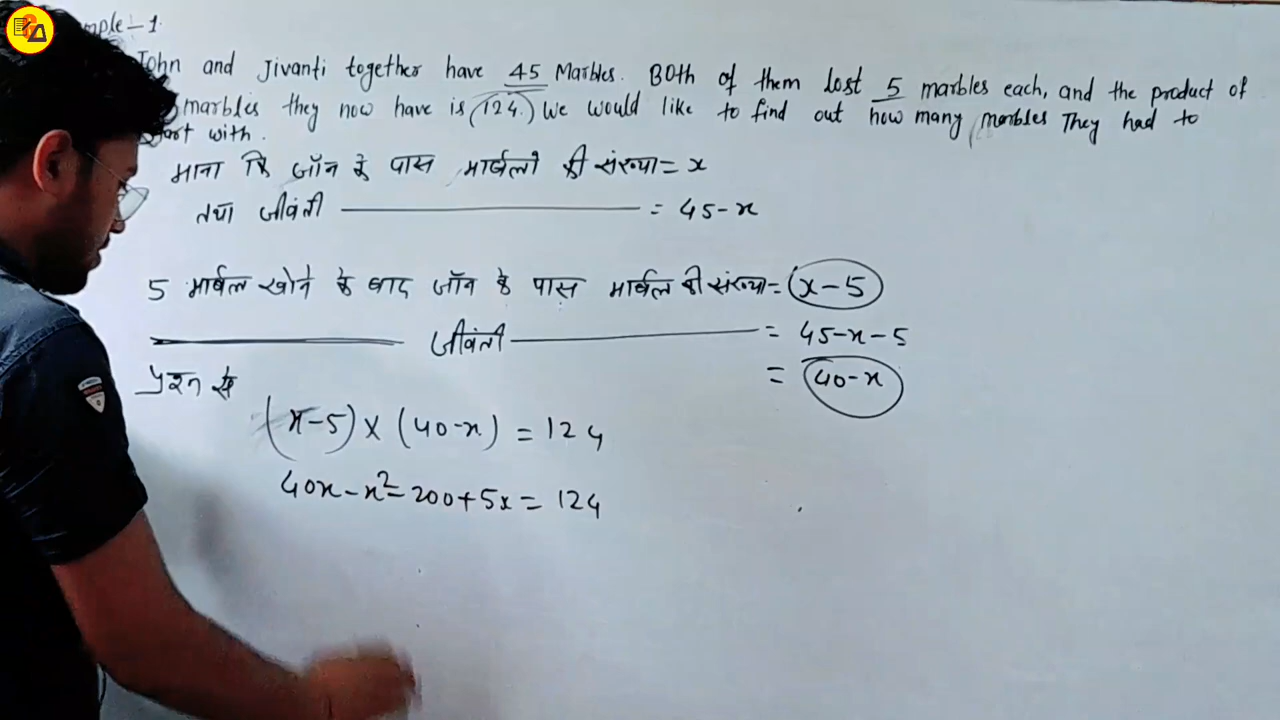 mple-1.
John and Jivanti together have 45 Marbles. Both of them lost 5 marbles each, and the product of
marbles they now have is (124.) We would like to find out how many marbles They had to
tart with.
माना कि जॉन के पास मार्बलो की संख्या = x
तथा जीवंती ——— = 45-x
5 मार्बल खोने के बाद जॉन के पास मार्बल की संख्या = (x-5
——— जीवंती ——— = 45-x-5
= 40-x
प्रश्न से
(x-5) × (40-x) = 124
40x - x² - 200 + 5x = 124